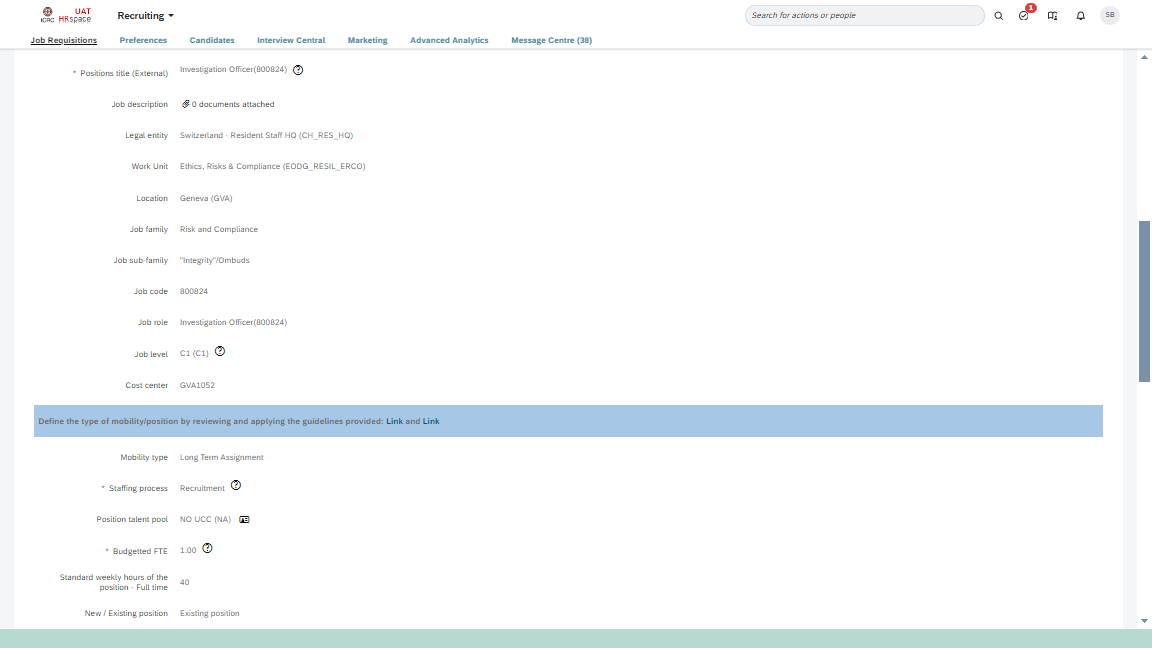 ICRC UAT HRspace Recruiting Search for actions or people 1 SB
Job Requisitions Preferences Candidates Interview Central Marketing Advanced Analytics Message Centre (38)
* Positions title (External) Investigation Officer(800824)
Job description 0 documents attached
Legal entity Switzerland - Resident Staff HQ (CH_RES_HQ)
Work Unit Ethics, Risks & Compliance (EODG_RESIL_ERCO)
Location Geneva (GVA)
Job family Risk and Compliance
Job sub-family "Integrity"/Ombuds
Job code 800824
Job role Investigation Officer(800824)
Job level C1 (C1)
Cost center GVA1052
Define the type of mobility/position by reviewing and applying the guidelines provided: Link and Link
Mobility type Long Term Assignment
* Staffing process Recruitment
Position talent pool NO UCC (NA)
* Budgetted FTE 1.00
Standard weekly hours of the position - Full time 40
New / Existing position Existing position